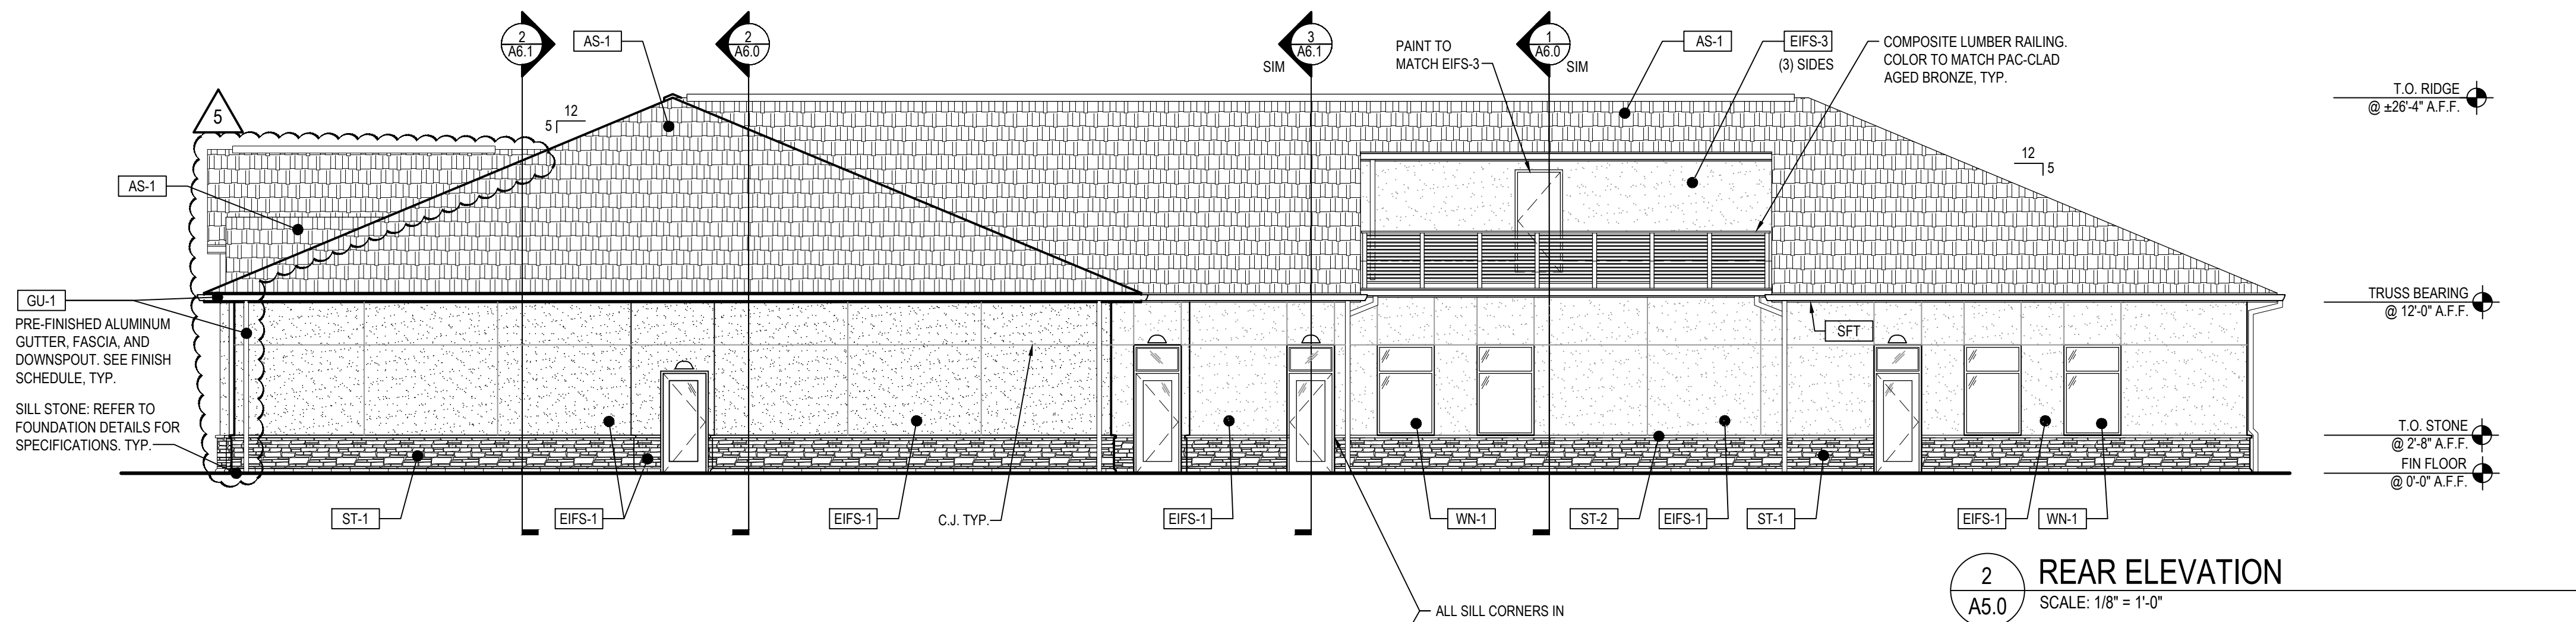 2
A6.1
AS-1
2
A6.0
3
A6.1
SIM
PAINT TO
MATCH EIFS-3
1
A6.0
SIM
AS-1
EIFS-3
(3) SIDES
COMPOSITE LUMBER RAILING.
COLOR TO MATCH PAC-CLAD
AGED BRONZE, TYP.
T.O. RIDGE
@ ±26'-4" A.F.F.
5
12
5
12
5
AS-1
GU-1
PRE-FINISHED ALUMINUM
GUTTER, FASCIA, AND
DOWNSPOUT. SEE FINISH
SCHEDULE, TYP.
SILL STONE: REFER TO
FOUNDATION DETAILS FOR
SPECIFICATIONS. TYP.
SFT
TRUSS BEARING
@ 12'-0" A.F.F.
T.O. STONE
@ 2'-8" A.F.F.
FIN FLOOR
@ 0'-0" A.F.F.
ST-1
EIFS-1
EIFS-1
C.J. TYP.
EIFS-1
WN-1
ST-2
EIFS-1
ST-1
EIFS-1
WN-1
ALL SILL CORNERS IN
2
A5.0
REAR ELEVATION
SCALE: 1/8" = 1'-0"